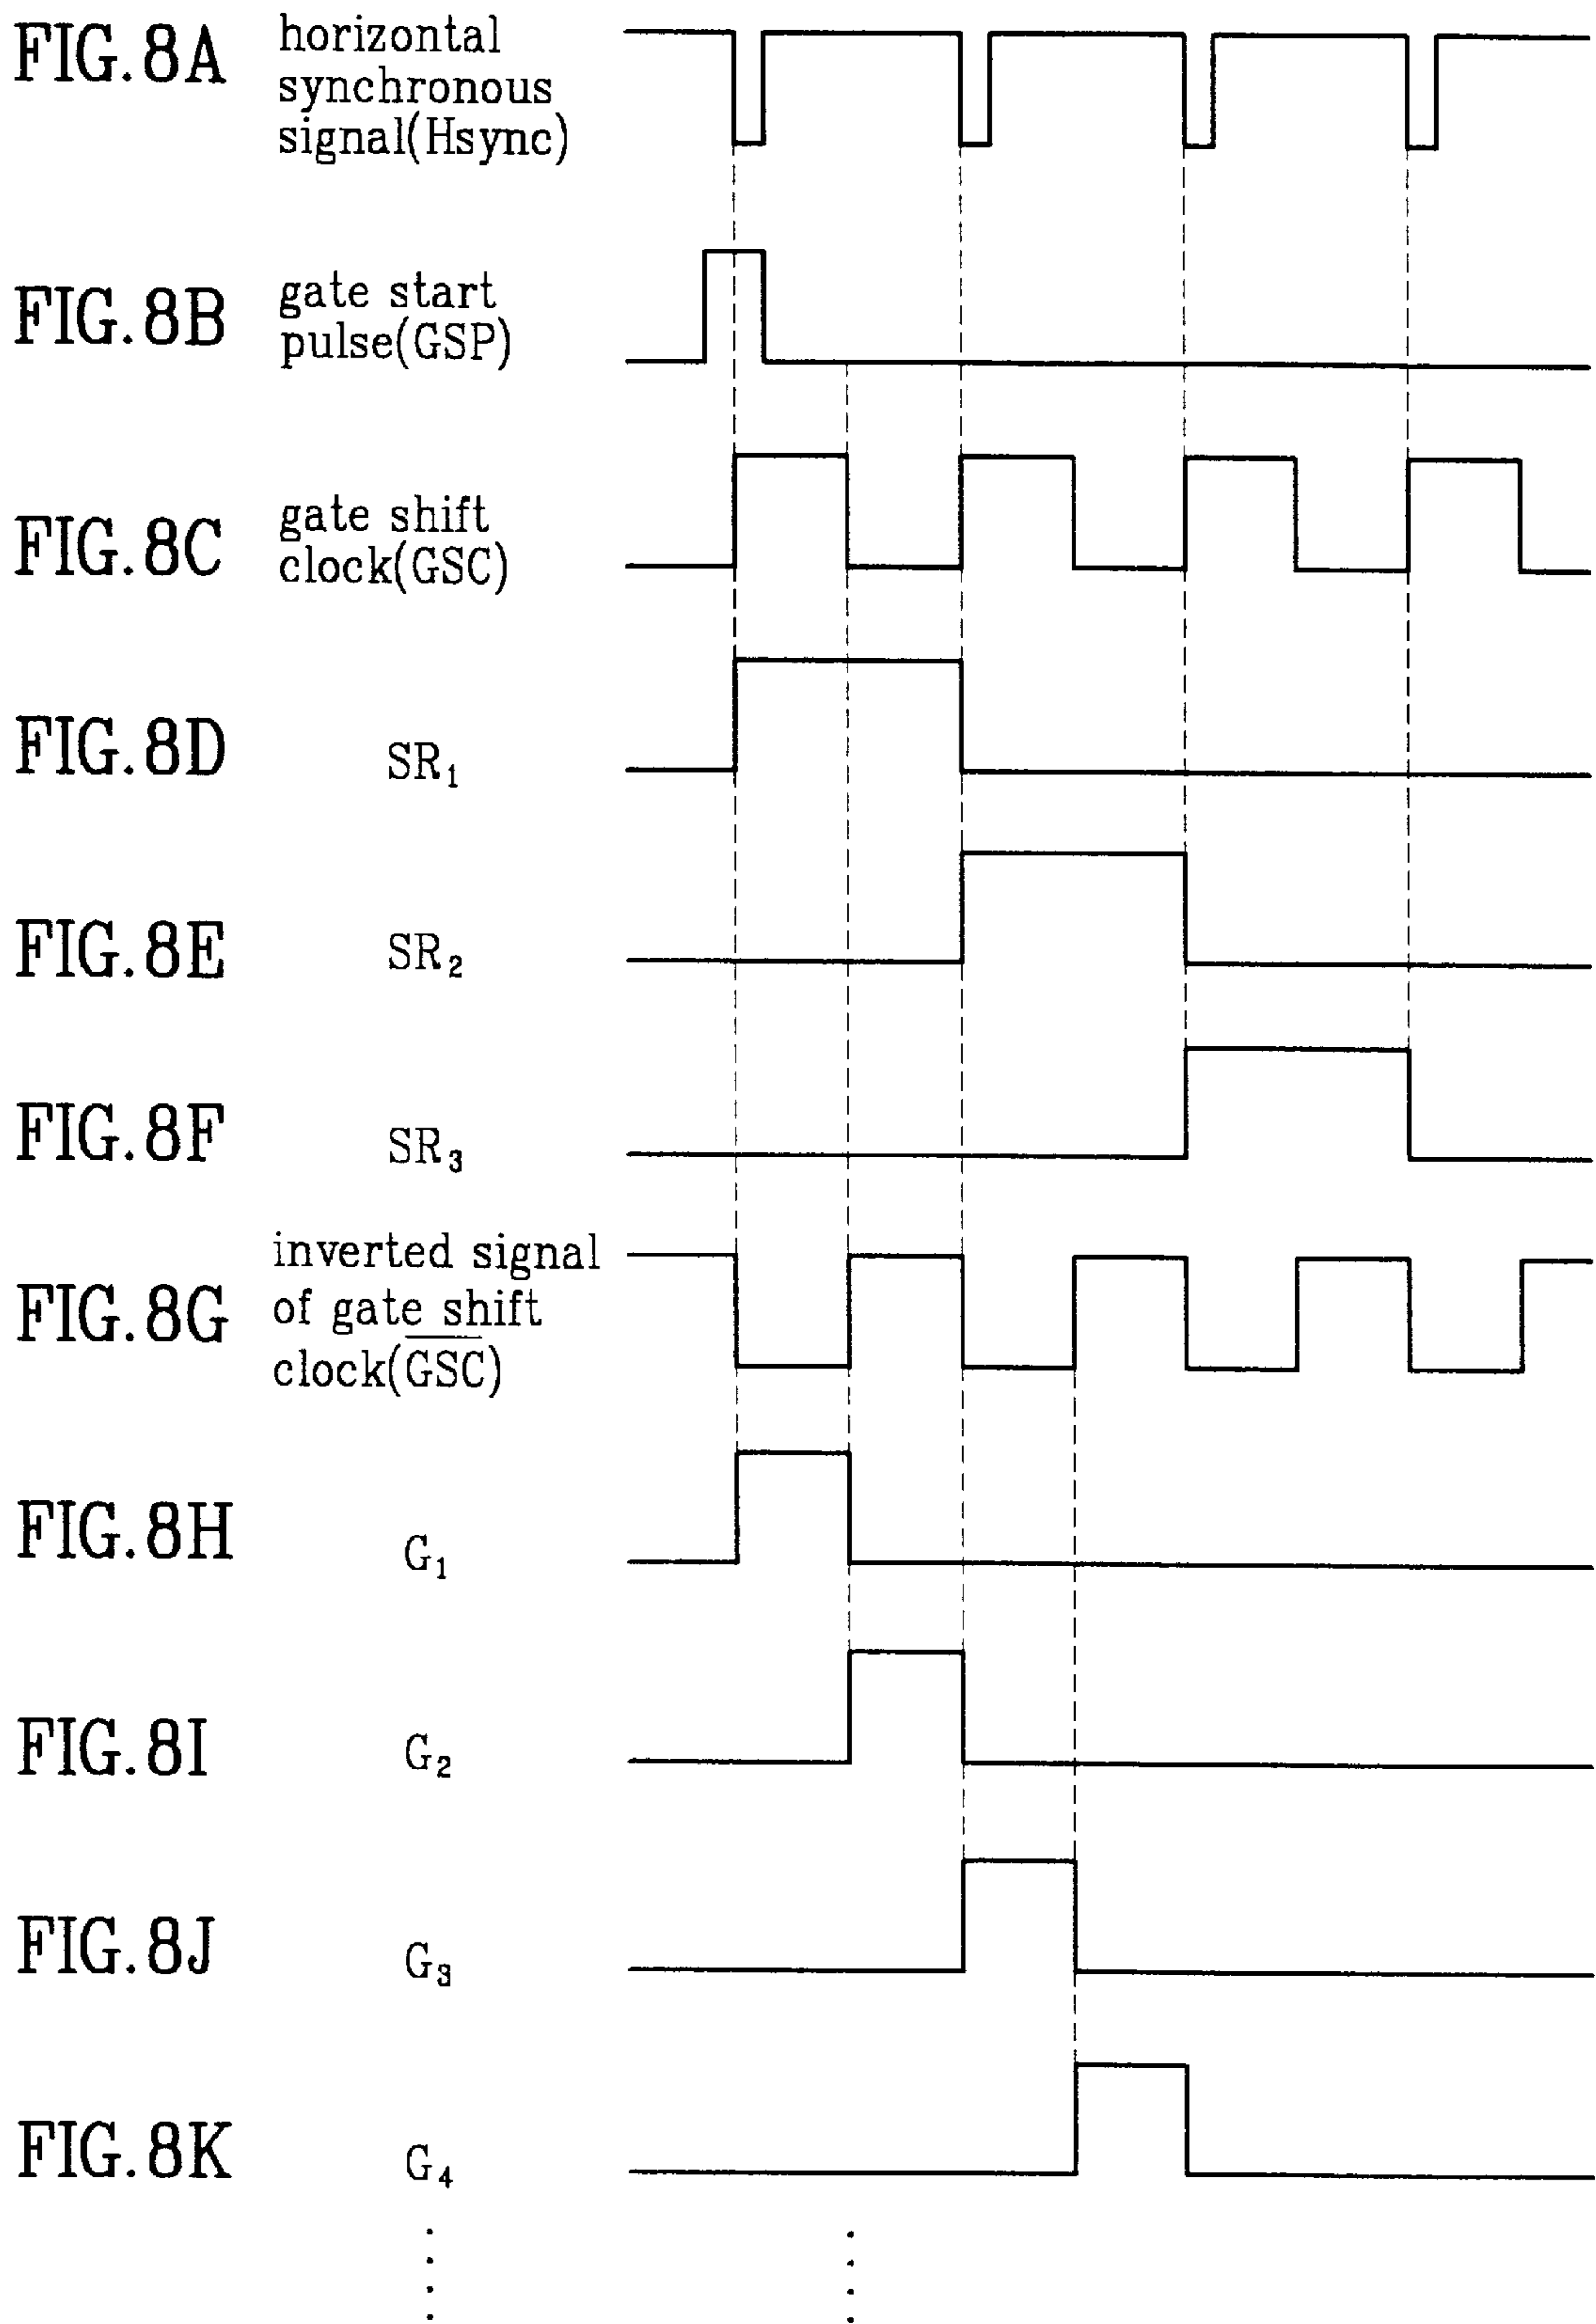 FIG.8A horizontal
synchronous
signal(Hsync)
FIG.8B gate start
pulse(GSP)
FIG.8C gate shift
clock(GSC)
FIG.8D SR₁
FIG.8E SR₂
FIG.8F SR₃
inverted signal
FIG.8G of gate shift
clock(G̅S̅C̅)
FIG.8H G₁
FIG.8I G₂
FIG.8J G₃
FIG.8K G₄